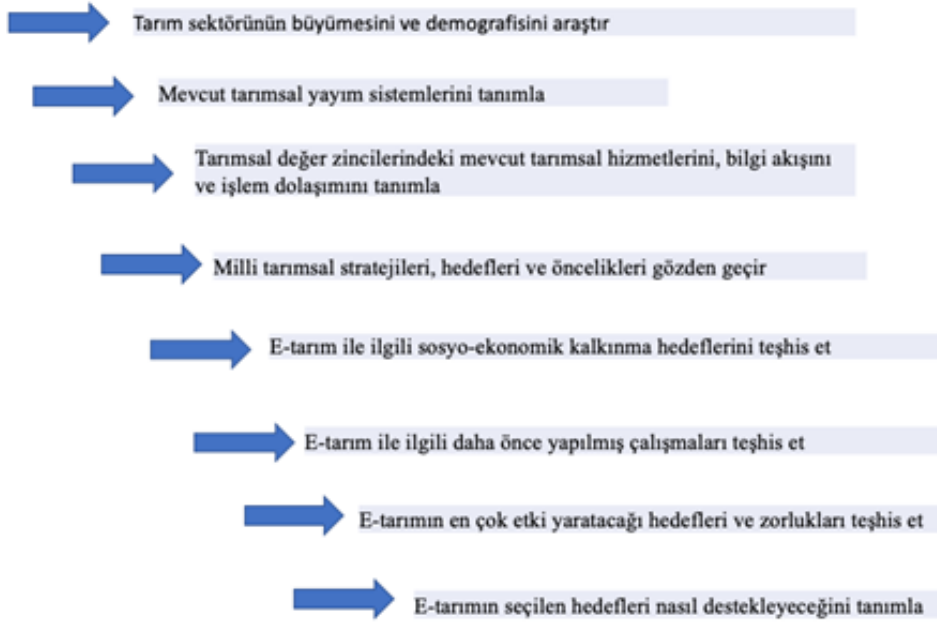 Tarım sektörünün büyümesini ve demografisini araştır
Mevcut tarımsal yayım sistemlerini tanımla
Tarımsal değer zincilerindeki mevcut tarımsal hizmetlerini, bilgi akışını
ve işlem dolaşımını tanımla
Milli tarımsal stratejileri, hedefleri ve öncelikleri gözden geçir
E-tarım ile ilgili sosyo-ekonomik kalkınma hedeflerini teşhis et
E-tarım ile ilgili daha önce yapılmış çalışmaları teşhis et
E-tarımın en çok etki yaratacağı hedefleri ve zorlukları teşhis et
E-tarımın seçilen hedefleri nasıl destekleyeceğini tanımla